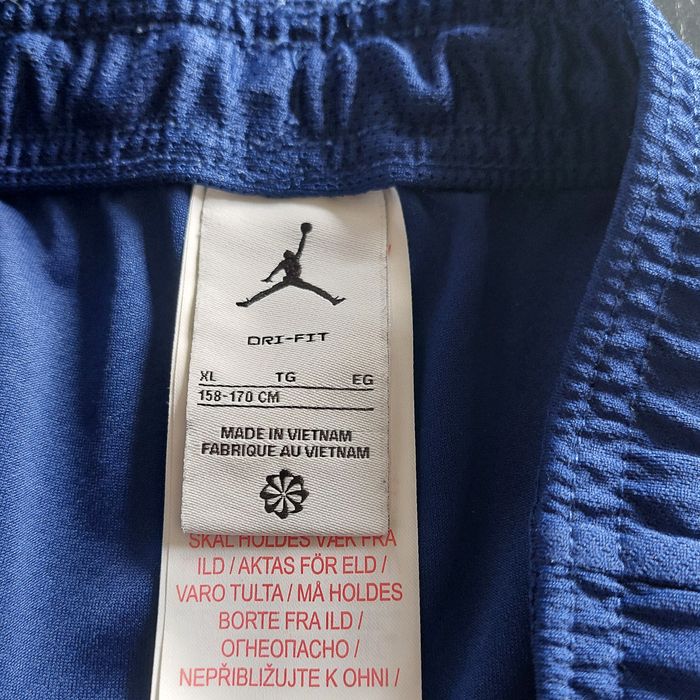 DRI-FIT
XL TG EG
158-170 CM
MADE IN VIETNAM
FABRIQUE AU VIETNAM
SKAL HOLDES VÆK FRA
ILD / AKTAS FÖR ELD /
VARO TULTA / MÅ HOLDES
BORTE FRA ILD /
ОГНЕОПАСНО /
NEPŘIBLIŽUJTE K OHNI /